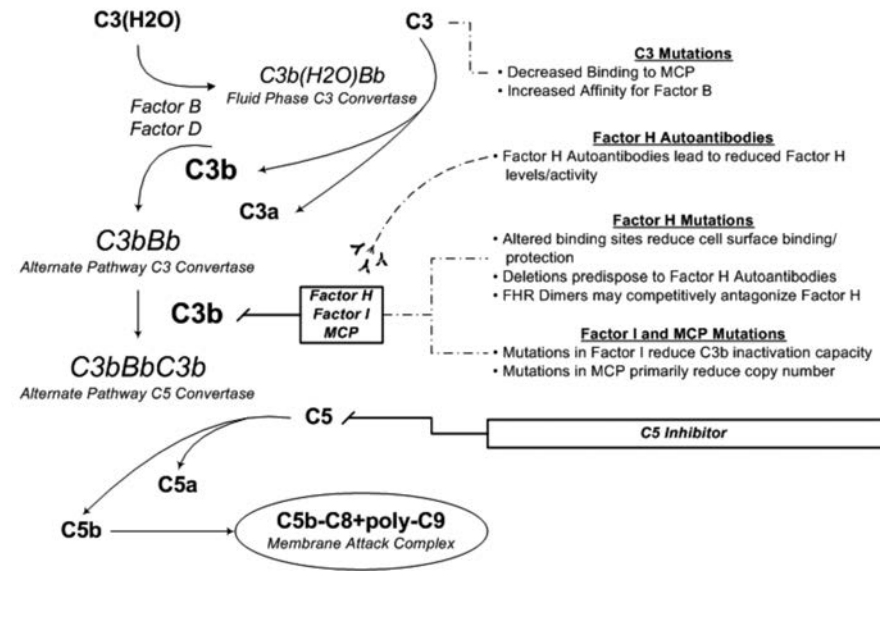 C3(H2O)
C3
C3b(H2O)Bb
Fluid Phase C3 Convertase
Factor B
Factor D
C3b
C3a
C3bBb
Alternate Pathway C3 Convertase
C3b
Factor H
Factor I
MCP
C3bBbC3b
Alternate Pathway C5 Convertase
C5
C5a
C5b
C5b-C8+poly-C9
Membrane Attack Complex
C3 Mutations
• Decreased Binding to MCP
• Increased Affinity for Factor B
Factor H Autoantibodies
• Factor H Autoantibodies lead to reduced Factor H
levels/activity
Factor H Mutations
• Altered binding sites reduce cell surface binding/
protection
• Deletions predispose to Factor H Autoantibodies
• FHR Dimers may competitively antagonize Factor H
Factor I and MCP Mutations
• Mutations in Factor I reduce C3b inactivation capacity
• Mutations in MCP primarily reduce copy number
C5 Inhibitor